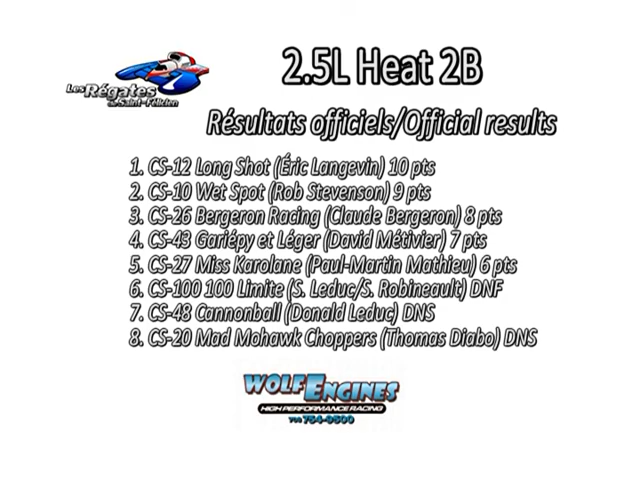 Les Régates
de Saint-Félicien
2.5L Heat 2B
Résultats officiels/Official results
1. CS-12 Long Shot (Éric Langevin) 10 pts
2. CS-10 Wet Spot (Rob Stevenson) 9 pts
3. CS-26 Bergeron Racing (Claude Bergeron) 8 pts
4. CS-43 Gariépy et Léger (David Métivier) 7 pts
5. CS-27 Miss Karolane (Paul-Martin Mathieu) 6 pts
6. CS-100 100 Limite (S. Leduc/S. Robineault) DNF
7. CS-48 Cannonball (Donald Leduc) DNS
8. CS-20 Mad Mohawk Choppers (Thomas Diabo) DNS
WOLF ENGINES
HIGH PERFORMANCE RACING
754-9500